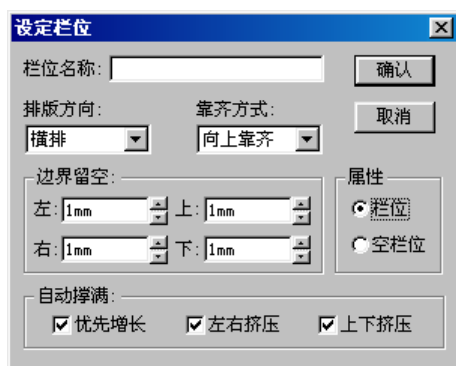 设定栏位
栏位名称: 确认
排版方向: 靠齐方式: 取消
横排 向上靠齐
边界留空: 属性
左: 1mm 上: 1mm 栏位
右: 1mm 下: 1mm 空栏位
自动撑满:
优先增长 左右挤压 上下挤压